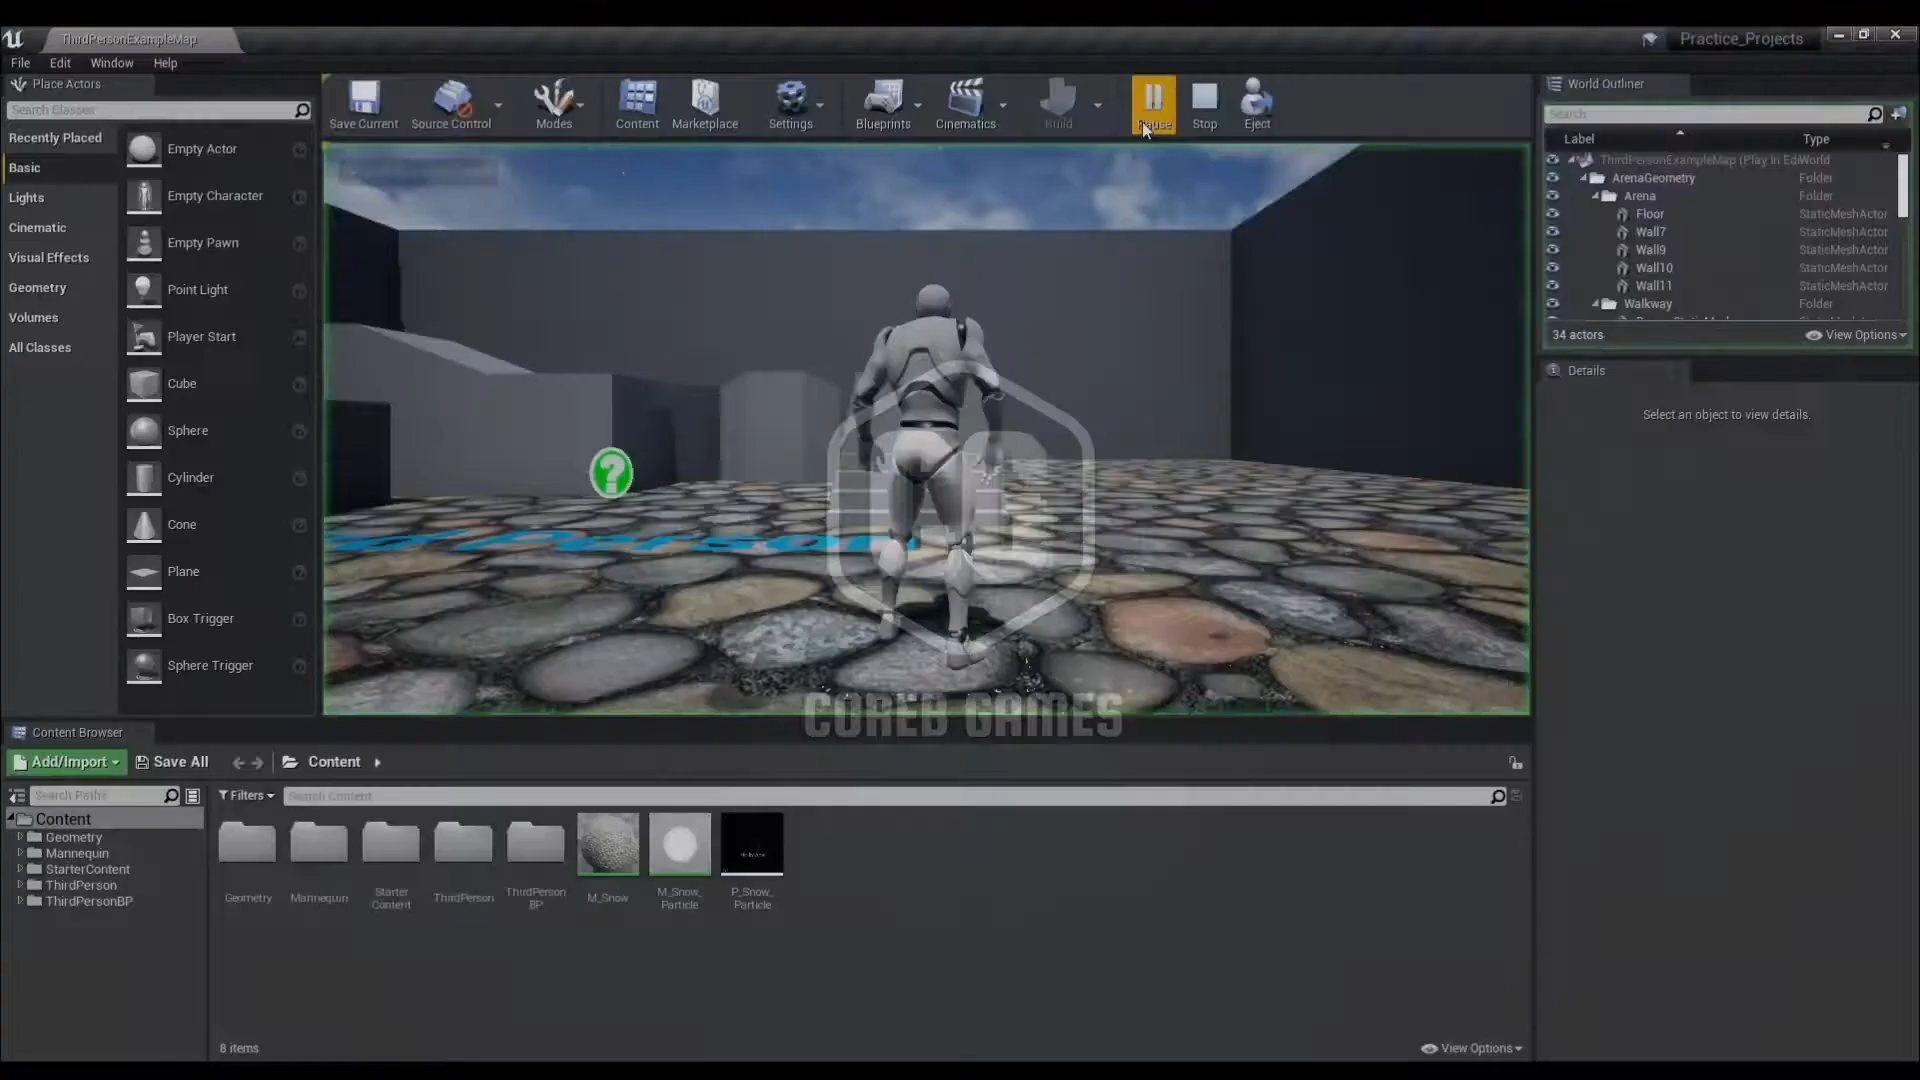 ThirdPersonExampleMap
Practice_Projects
File Edit Window Help
Place Actors
Search Classes
Recently Placed
Basic
Lights
Cinematic
Visual Effects
Geometry
Volumes
All Classes
Empty Actor
Empty Character
Empty Pawn
Point Light
Player Start
Cube
Sphere
Cylinder
Cone
Plane
Box Trigger
Sphere Trigger
Save Current
Source Control
Modes
Content
Marketplace
Settings
Blueprints
Cinematics
Build
Pause
Stop
Eject
Person
COREB GAMES
World Outliner
Search
Label Type
ThirdPersonExampleMap (Play In Edi World
ArenaGeometry Folder
Arena Folder
Floor StaticMeshActor
Wall7 StaticMeshActor
Wall9 StaticMeshActor
Wall10 StaticMeshActor
Wall11 StaticMeshActor
Walkway Folder
34 actors
View Options
Details
Select an object to view details.
Content Browser
Add/Import
Save All
Content
Search Paths
Filters
Search Content
Content
Geometry
Mannequin
StarterContent
ThirdPerson
ThirdPersonBP
Geometry
Mannequin
Starter
Content
ThirdPerson
ThirdPerson
BP
M_Snow
M_Snow_
Particle
P_Snow_
Particle
8 items
View Options